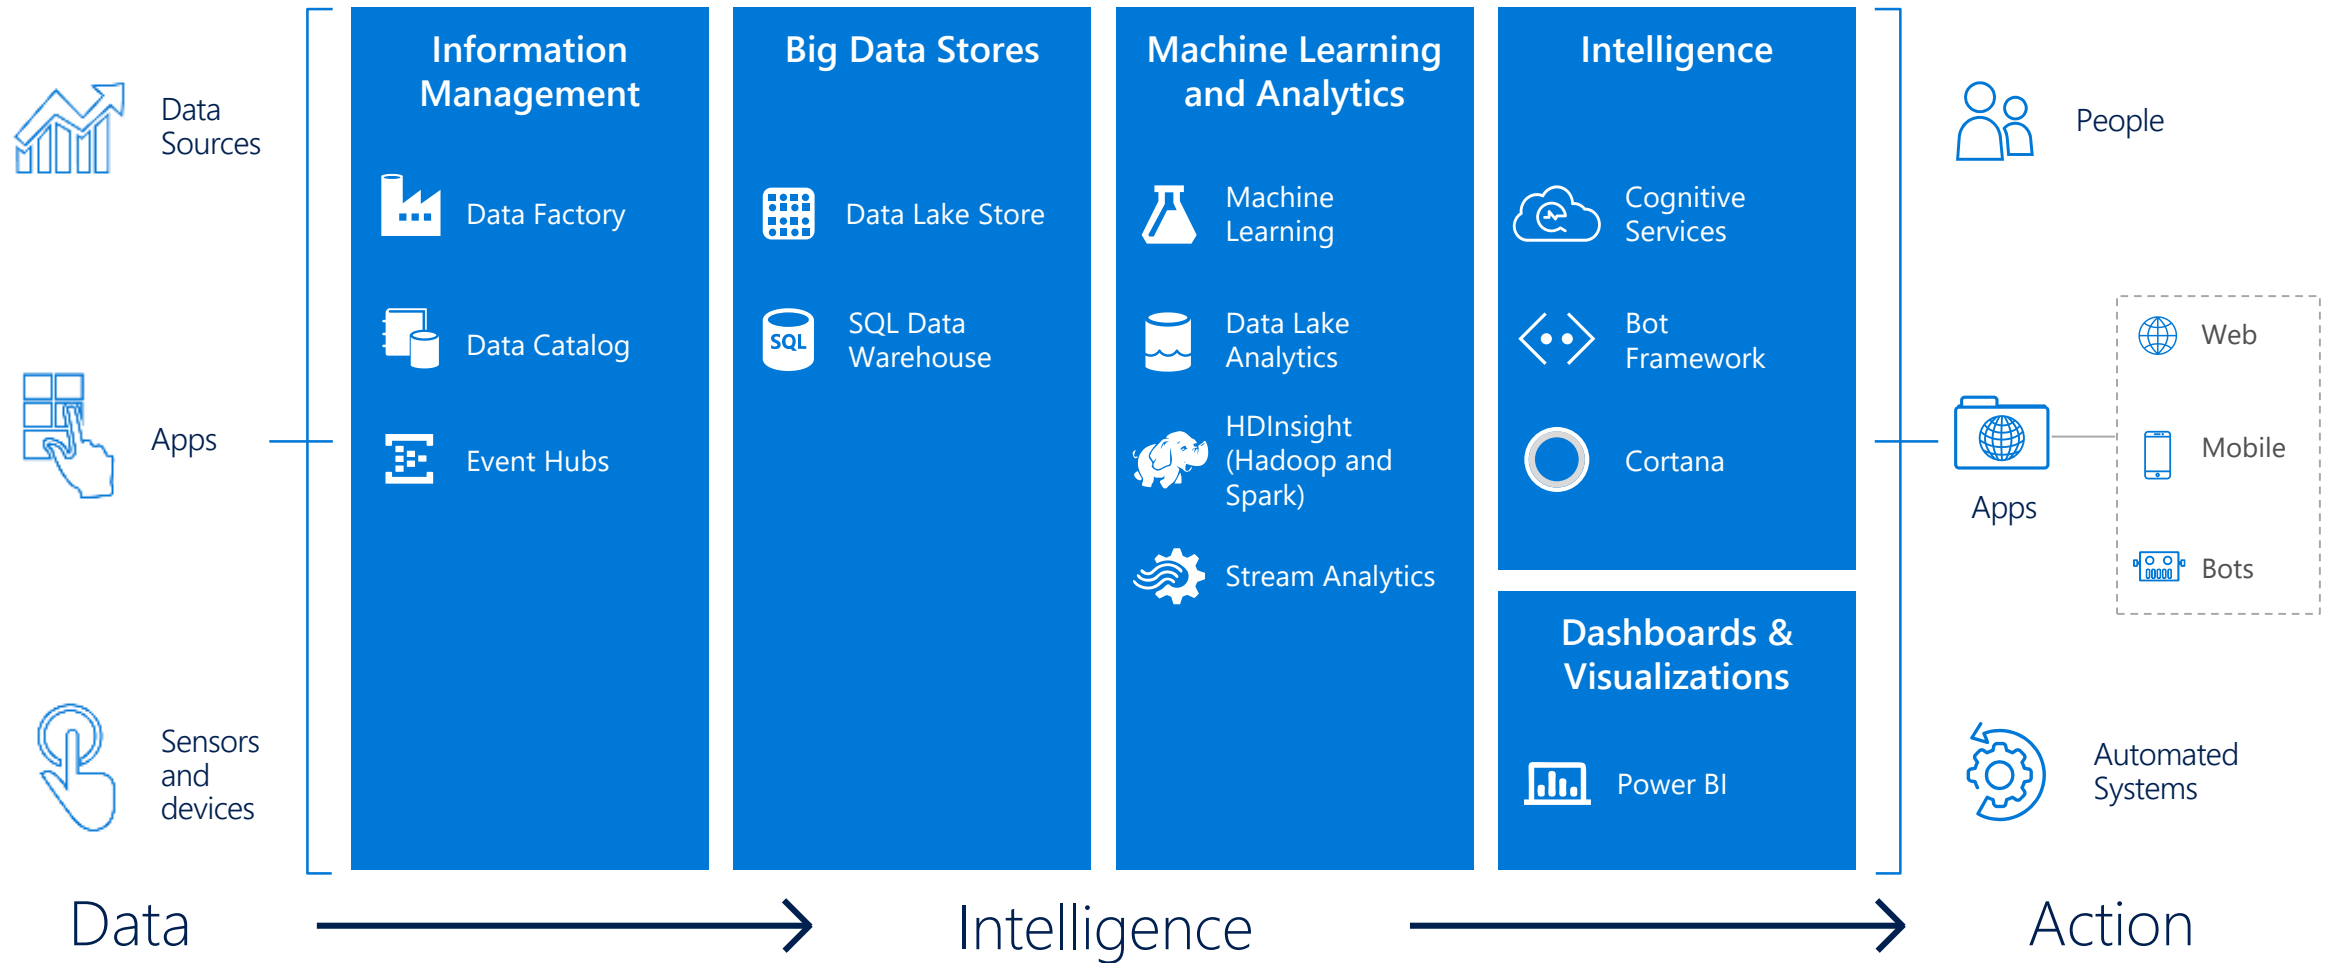 Data
Sources
Apps
Sensors
and
devices
Information
Management
Data Factory
Data Catalog
Event Hubs
Big Data Stores
Data Lake Store
SQL
SQL Data
Warehouse
Machine Learning
and Analytics
Machine
Learning
Data Lake
Analytics
HDInsight
(Hadoop and
Spark)
Stream Analytics
Intelligence
Cognitive
Services
Bot
Framework
Cortana
Dashboards &
Visualizations
Power BI
People
Apps
Web
Mobile
Bots
Automated
Systems
Data
Intelligence
Action